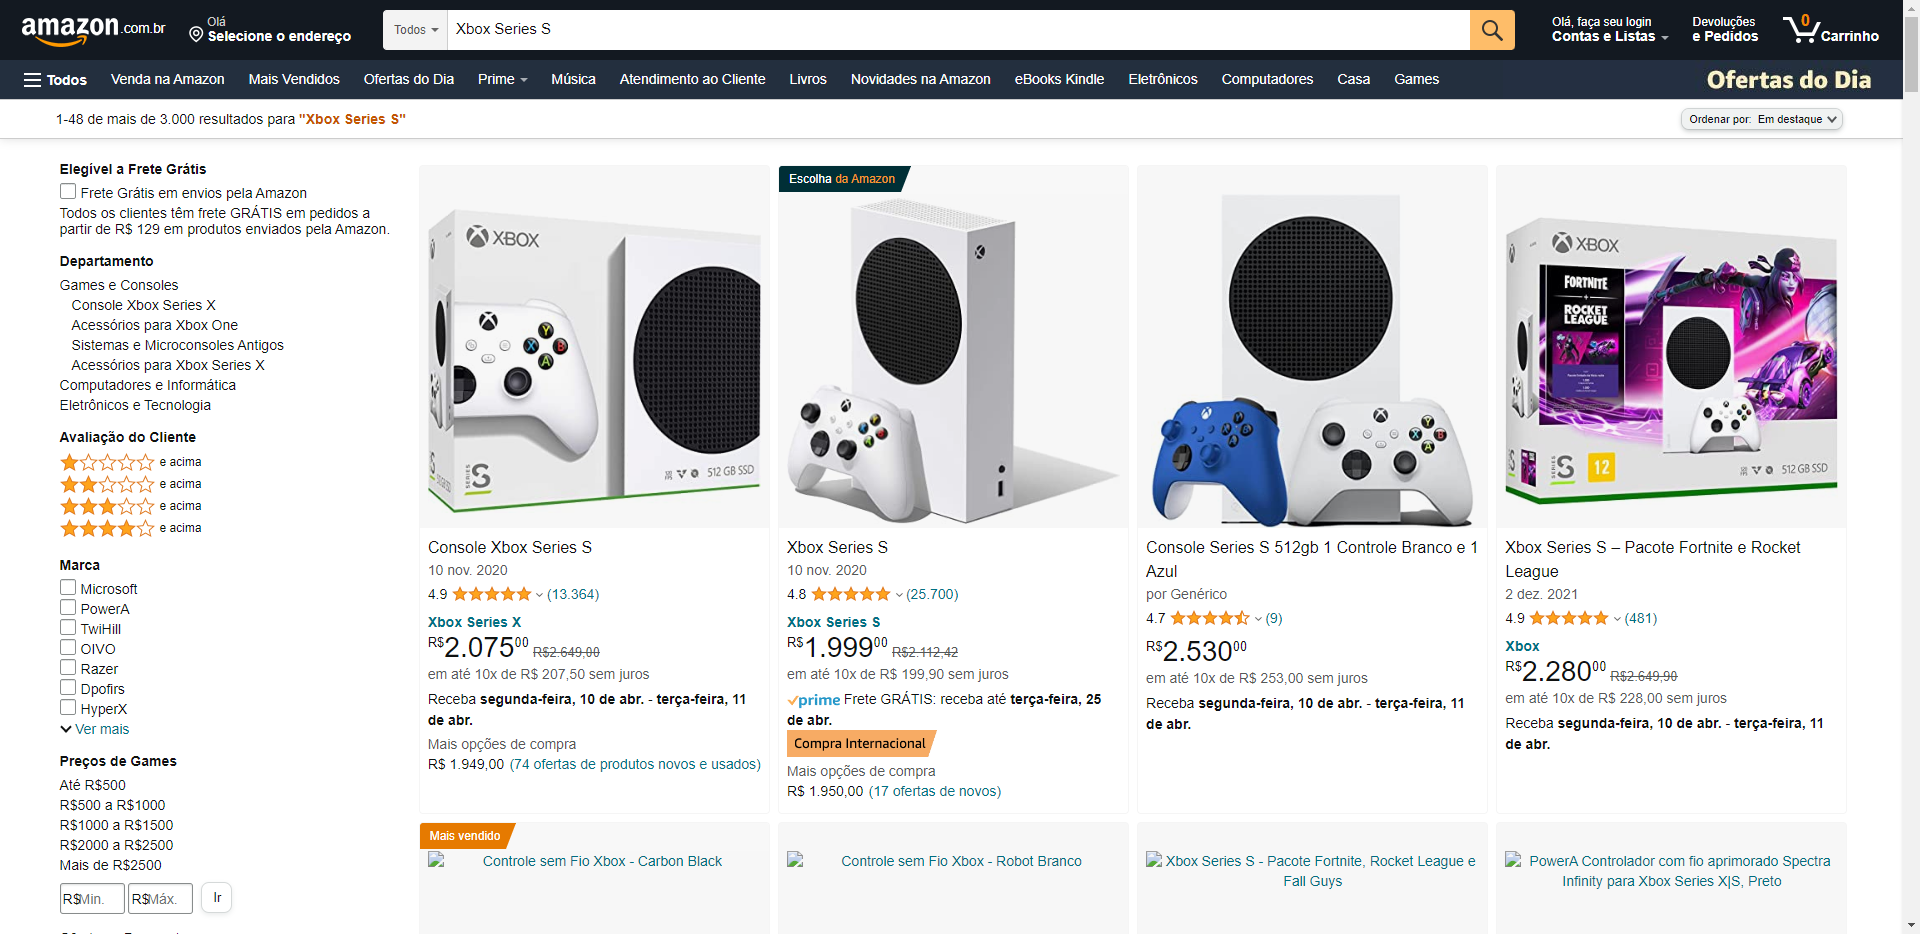 amazon.com.br
Olá
Selecione o endereço
Todos
Xbox Series S
Olá, faça seu login
Contas e Listas
Devoluções
e Pedidos
0
Carrinho
Todos
Venda na Amazon
Mais Vendidos
Ofertas do Dia
Prime
Música
Atendimento ao Cliente
Livros
Novidades na Amazon
eBooks Kindle
Eletrônicos
Computadores
Casa
Games
Ofertas do Dia
1-48 de mais de 3.000 resultados para "Xbox Series S"
Ordenar por: Em destaque
Elegível a Frete Grátis
Frete Grátis em envios pela Amazon
Todos os clientes têm frete GRÁTIS em pedidos a
partir de R$ 129 em produtos enviados pela Amazon.
Departamento
Games e Consoles
Console Xbox Series X
Acessórios para Xbox One
Sistemas e Microconsoles Antigos
Acessórios para Xbox Series X
Computadores e Informática
Eletrônicos e Tecnologia
Avaliação do Cliente
e acima
e acima
e acima
e acima
Marca
Microsoft
PowerA
TwiHill
OIVO
Razer
Dpofirs
HyperX
Ver mais
Preços de Games
Até R$500
R$500 a R$1000
R$1000 a R$1500
R$2000 a R$2500
Mais de R$2500
R$ Min.
R$ Máx.
Ir
XBOX
Y
X
B
A
SERIES S
512 GB SSD
Console Xbox Series S
10 nov. 2020
4.9 (13.364)
Xbox Series X
R$2.07500 R$2.649,00
em até 10x de R$ 207,50 sem juros
Receba segunda-feira, 10 de abr. - terça-feira, 11
de abr.
Mais opções de compra
R$ 1.949,00 (74 ofertas de produtos novos e usados)
Escolha da Amazon
Xbox Series S
10 nov. 2020
4.8 (25.700)
Xbox Series S
R$1.99900 R$2.112,42
em até 10x de R$ 199,90 sem juros
prime Frete GRÁTIS: receba até terça-feira, 25
de abr.
Compra Internacional
Mais opções de compra
R$ 1.950,00 (17 ofertas de novos)
Y
X
B
A
Console Series S 512gb 1 Controle Branco e 1
Azul
por Genérico
4.7 (9)
R$2.53000
em até 10x de R$ 253,00 sem juros
Receba segunda-feira, 10 de abr. - terça-feira, 11
de abr.
XBOX
FORTNITE
+
ROCKET
LEAGUE
SERIES S
12
512 GB SSD
Xbox Series S – Pacote Fortnite e Rocket
League
2 dez. 2021
4.9 (481)
Xbox
R$2.28000 R$2.649,90
em até 10x de R$ 228,00 sem juros
Receba segunda-feira, 10 de abr. - terça-feira, 11
de abr.
Mais vendido
Controle sem Fio Xbox - Carbon Black
Controle sem Fio Xbox - Robot Branco
Xbox Series S - Pacote Fortnite, Rocket League e
Fall Guys
PowerA Controlador com fio aprimorado Spectra
Infinity para Xbox Series X|S, Preto